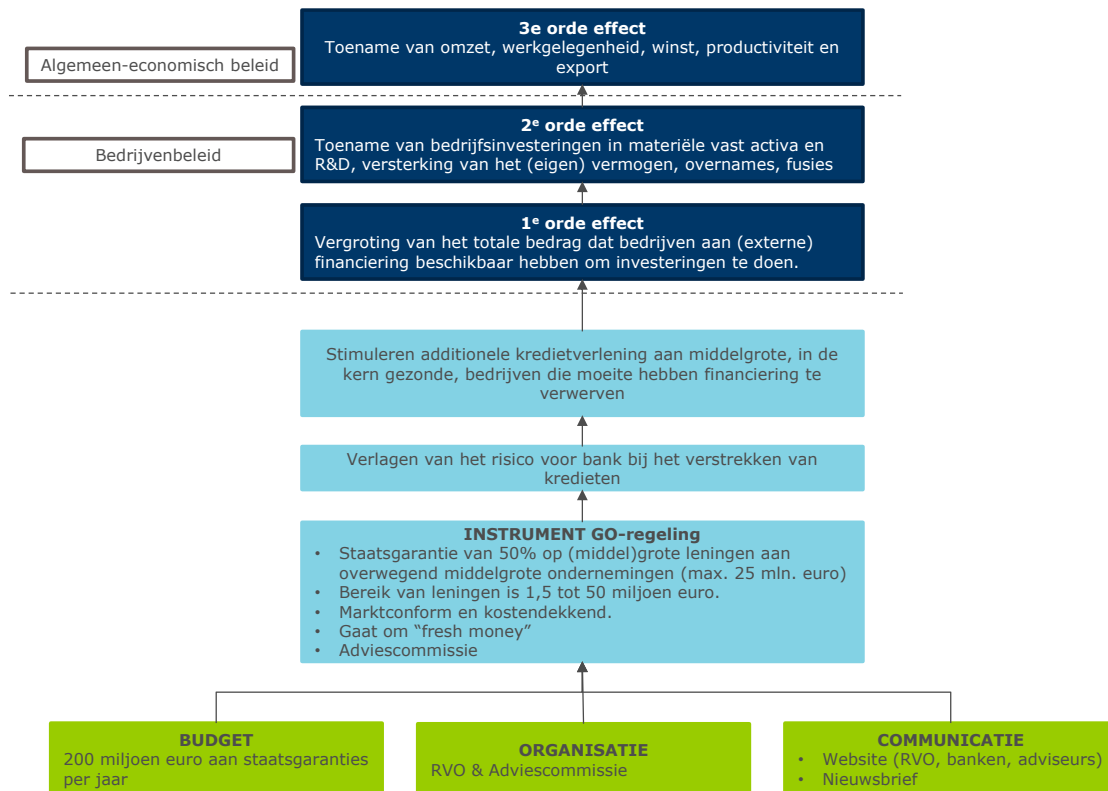 3e orde effect
Toename van omzet, werkgelegenheid, winst, productiviteit en
export
Algemeen-economisch beleid
2e orde effect
Toename van bedrijfsinvesteringen in materiële vast activa en
R&D, versterking van het (eigen) vermogen, overnames, fusies
Bedrijvenbeleid
1e orde effect
Vergroting van het totale bedrag dat bedrijven aan (externe)
financiering beschikbaar hebben om investeringen te doen.
Stimuleren additionele kredietverlening aan middelgrote, in de
kern gezonde, bedrijven die moeite hebben financiering te
verwerven
Verlagen van het risico voor bank bij het verstrekken van
kredieten
INSTRUMENT GO-regeling
• Staatsgarantie van 50% op (middel)grote leningen aan
overwegend middelgrote ondernemingen (max. 25 mln. euro)
• Bereik van leningen is 1,5 tot 50 miljoen euro.
• Marktconform en kostendekkend.
• Gaat om “fresh money”
• Adviescommissie
BUDGET
200 miljoen euro aan staatsgaranties
per jaar
ORGANISATIE
RVO & Adviescommissie
COMMUNICATIE
• Website (RVO, banken, adviseurs)
• Nieuwsbrief